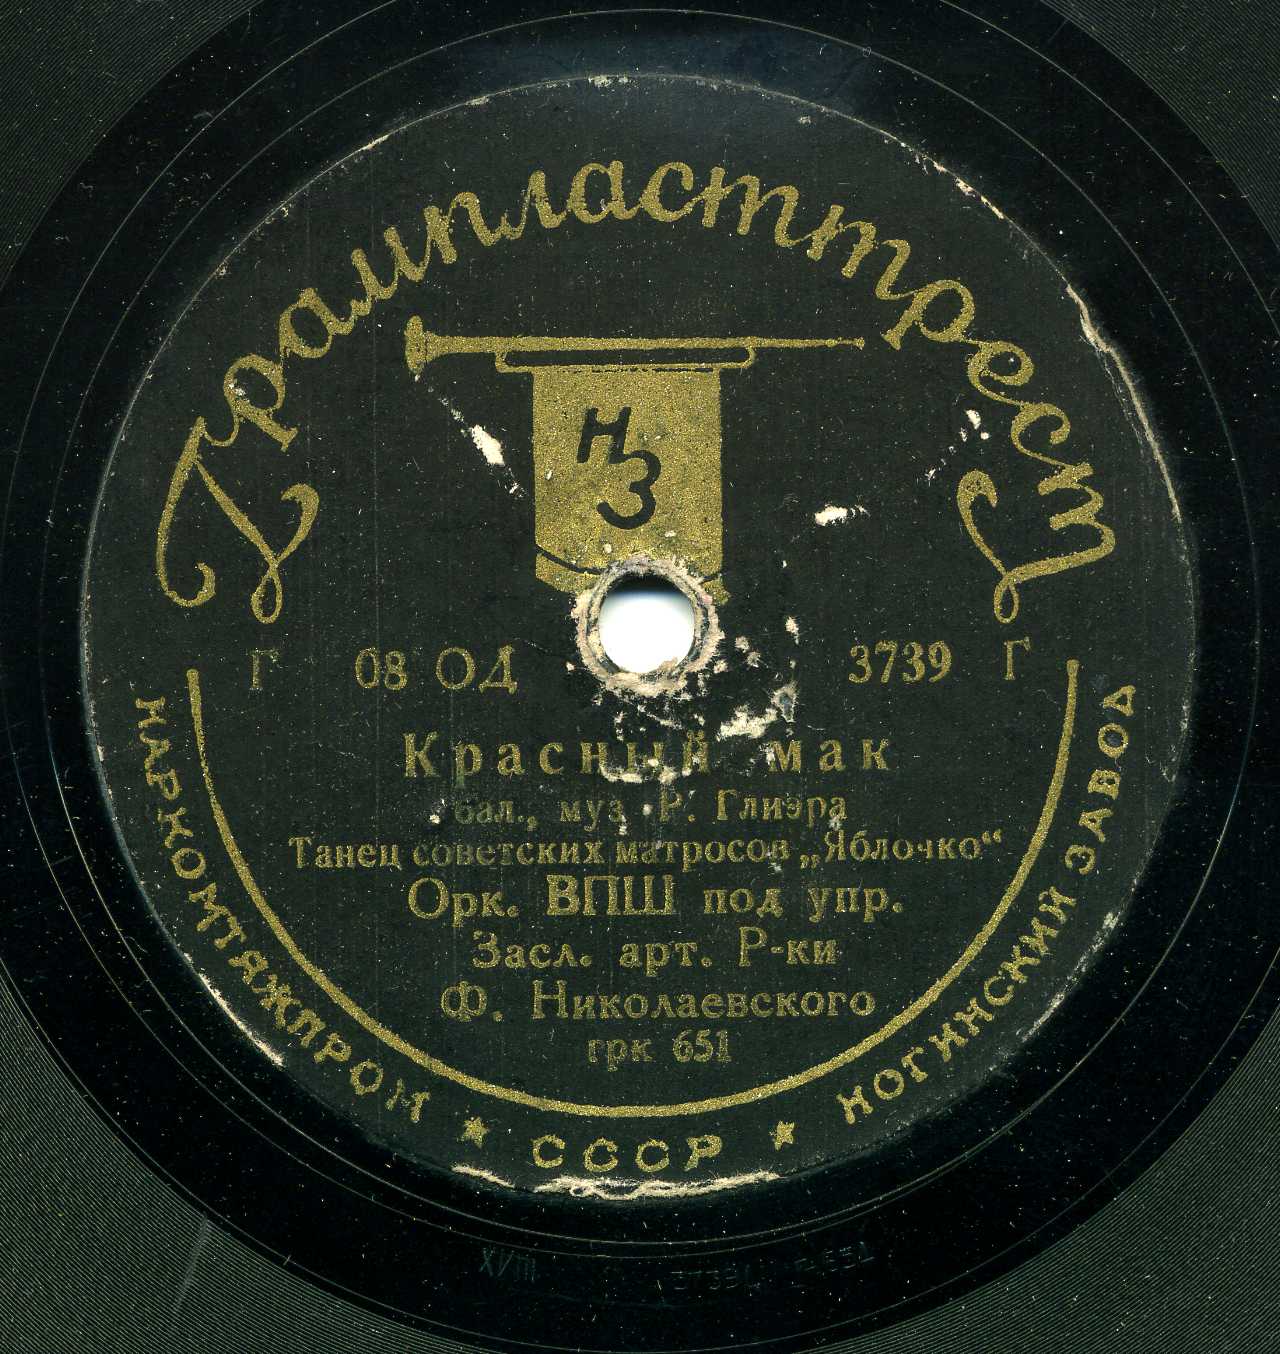 Грампласттрест
НЗ
Г 08 ОД 3739 Г
Красный мак
бал., муз. Р. Глиэра
Танец советских матросов „Яблочко“
Орк. ВПШ под упр.
Засл. арт. Р-ки
Ф. Николаевского
грк 651
НАРКОМТЯЖПРОМ ★ СССР ★ НОГИНСКИЙ ЗАВОД
XVIII